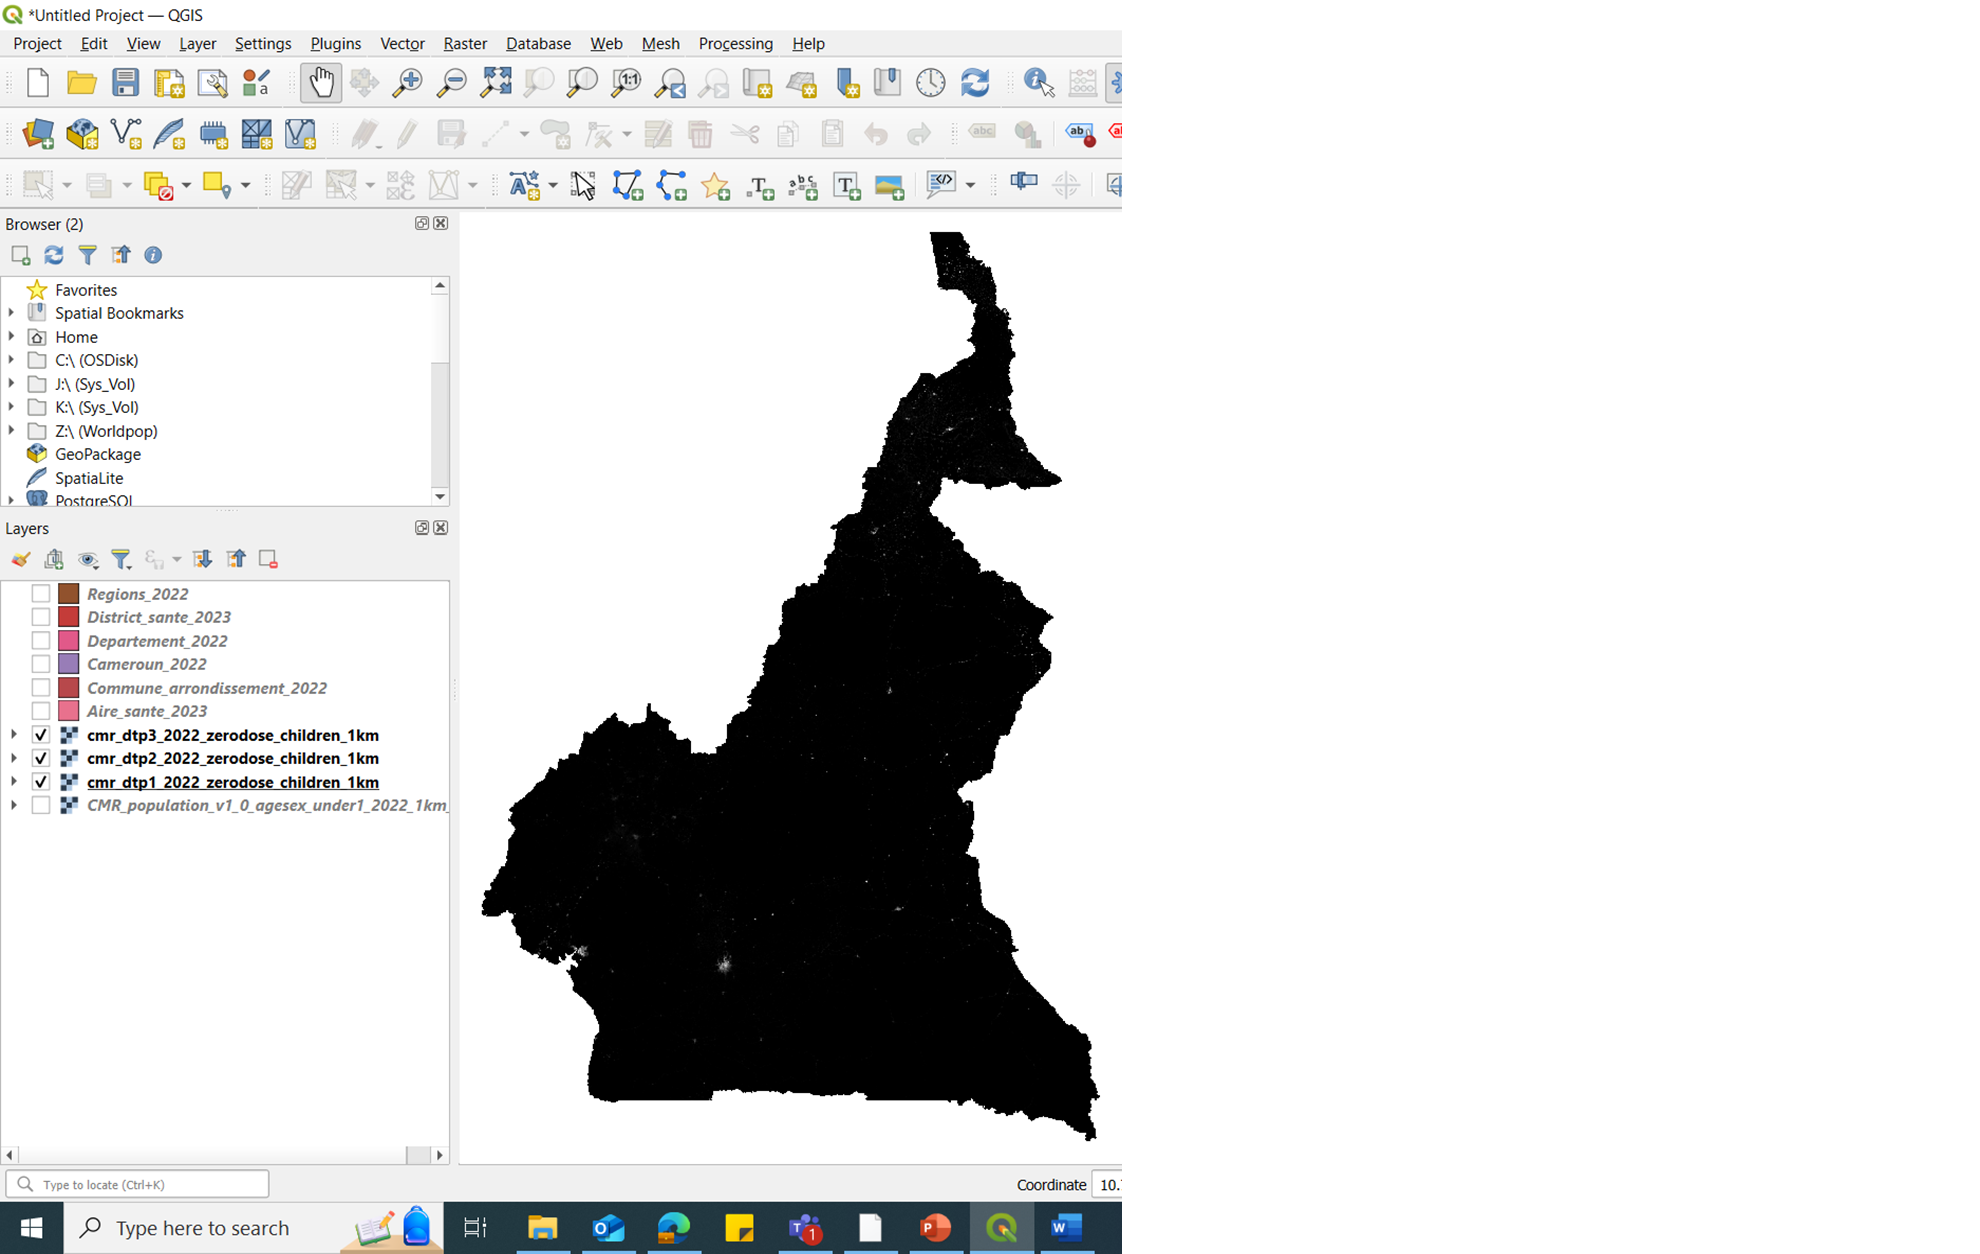 *Untitled Project — QGIS
Project Edit View Layer Settings Plugins Vector Raster Database Web Mesh Processing Help
Browser (2)
Favorites
Spatial Bookmarks
Home
C:\ (OSDisk)
J:\ (Sys_Vol)
K:\ (Sys_Vol)
Z:\ (Worldpop)
GeoPackage
SpatiaLite
PostgreSQL
Layers
Regions_2022
District_sante_2023
Departement_2022
Cameroun_2022
Commune_arrondissement_2022
Aire_sante_2023
cmr_dtp3_2022_zerodose_children_1km
cmr_dtp2_2022_zerodose_children_1km
cmr_dtp1_2022_zerodose_children_1km
CMR_population_v1_0_agesex_under1_2022_1km_
Type to locate (Ctrl+K)
Coordinate 10.
Type here to search